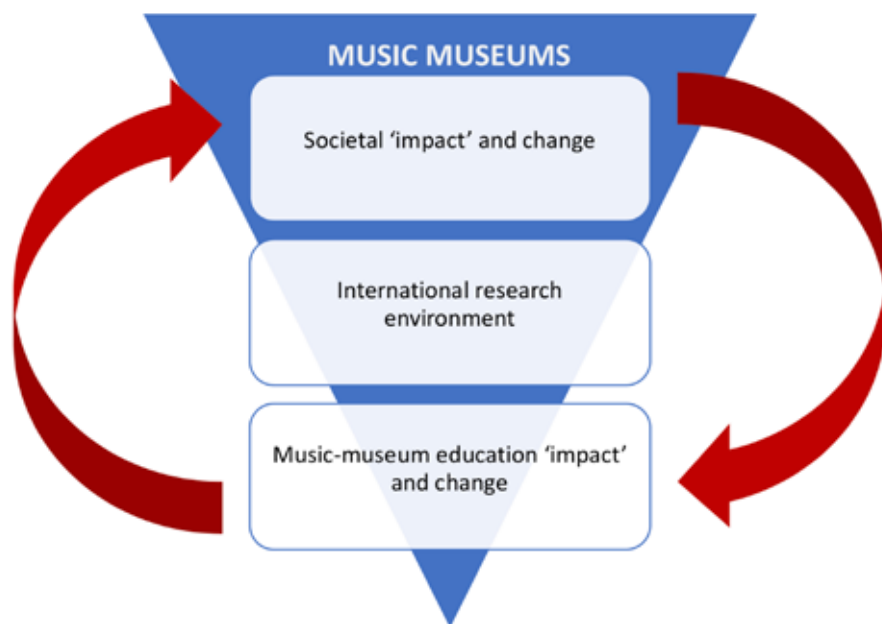 MUSIC MUSEUMS
Societal ‘impact’ and change
International research
environment
Music-museum education ‘impact’
and change